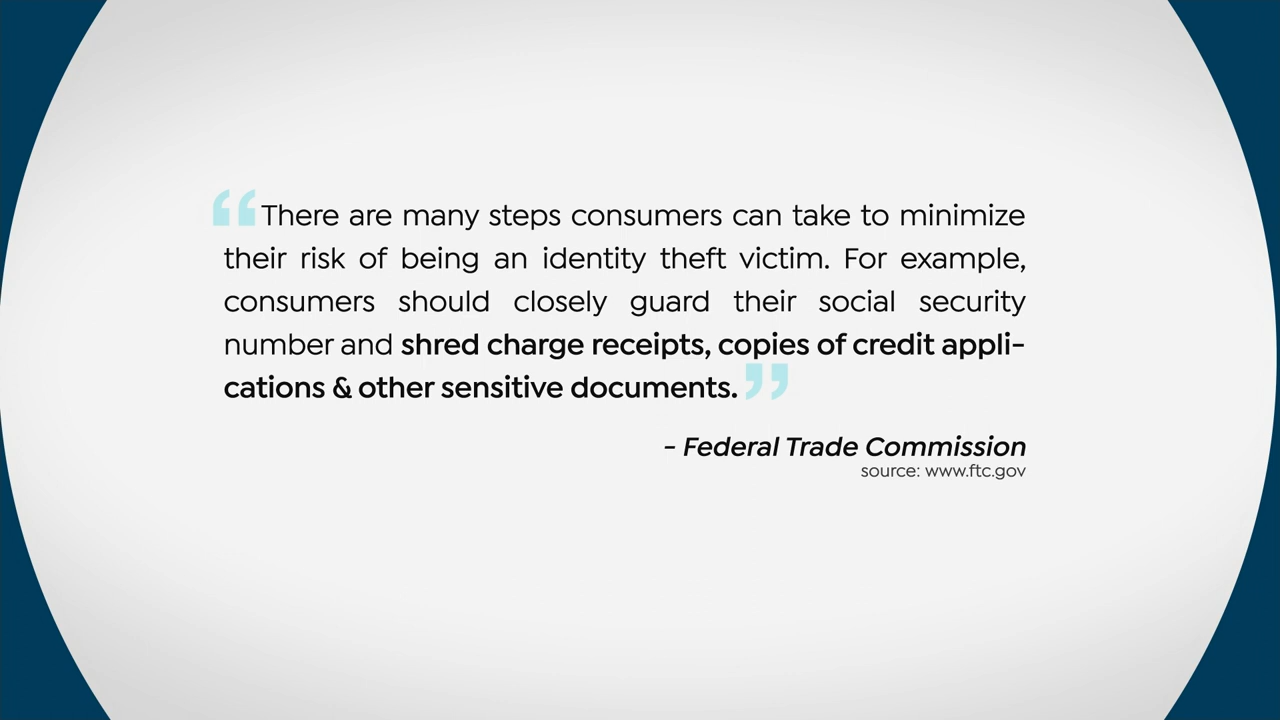 “There are many steps consumers can take to minimize
their risk of being an identity theft victim. For example,
consumers should closely guard their social security
number and shred charge receipts, copies of credit appli-
cations & other sensitive documents.”
- Federal Trade Commission
source: www.ftc.gov